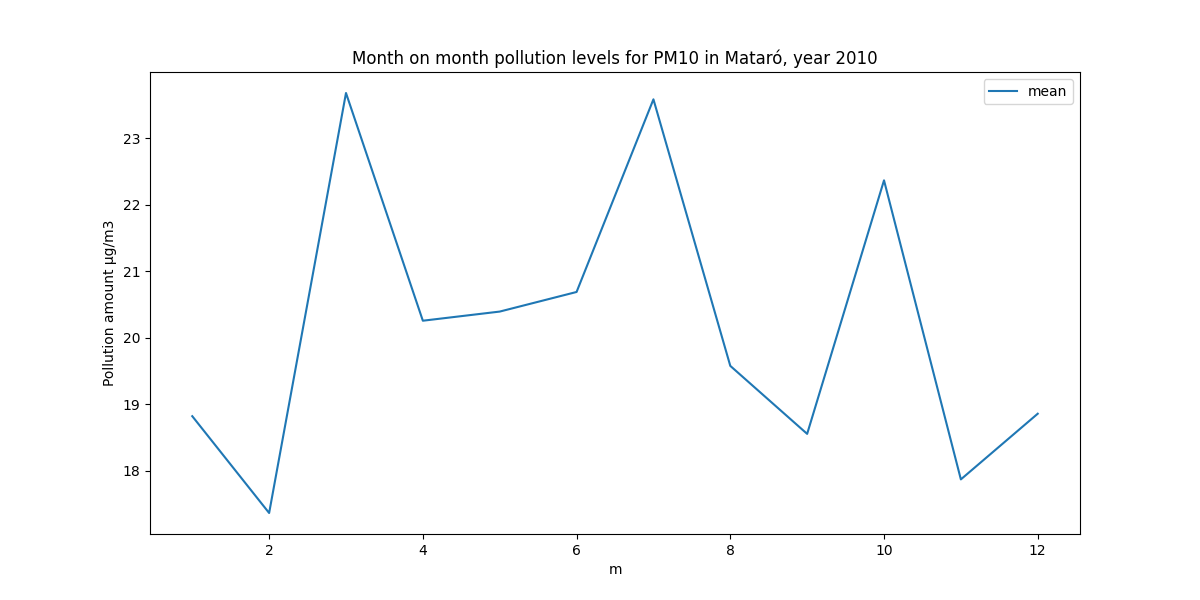 Month on month pollution levels for PM10 in Mataró, year 2010
mean
Pollution amount µg/m3
23
22
21
20
19
18
2 4 6 8 10 12
m